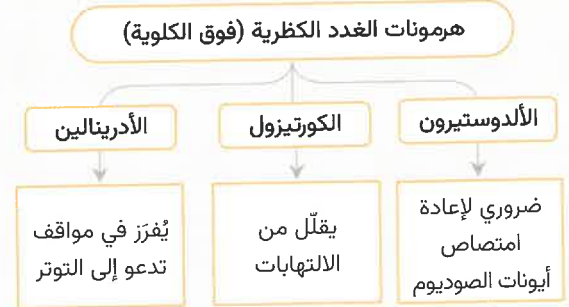 هرمونات الغدد الكظرية (فوق الكلوية)
الألدوستيرون
الكورتيزول
الأدرينالين
ضروري لإعادة
امتصاص
أيونات الصوديوم
يقلّل من
الالتهابات
يُفرَز في مواقف
تدعو إلى التوتر